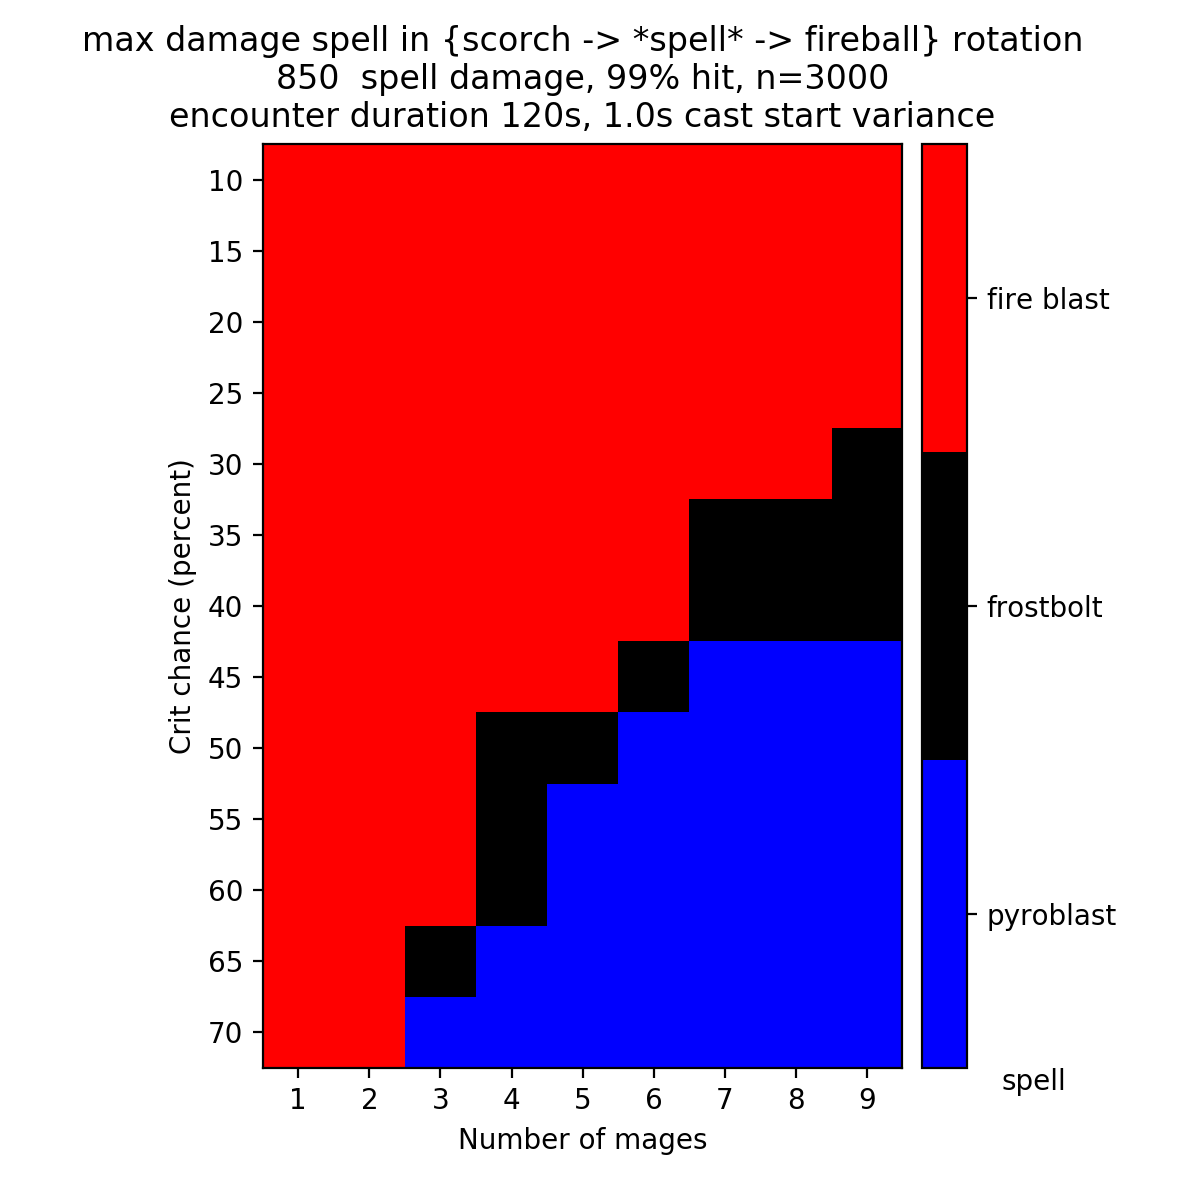 max damage spell in {scorch -> *spell* -> fireball} rotation
850  spell damage, 99% hit, n=3000
encounter duration 120s, 1.0s cast start variance
Crit chance (percent)
10
15
20
25
30
35
40
45
50
55
60
65
70
1 2 3 4 5 6 7 8 9
Number of mages
fire blast
frostbolt
pyroblast
spell